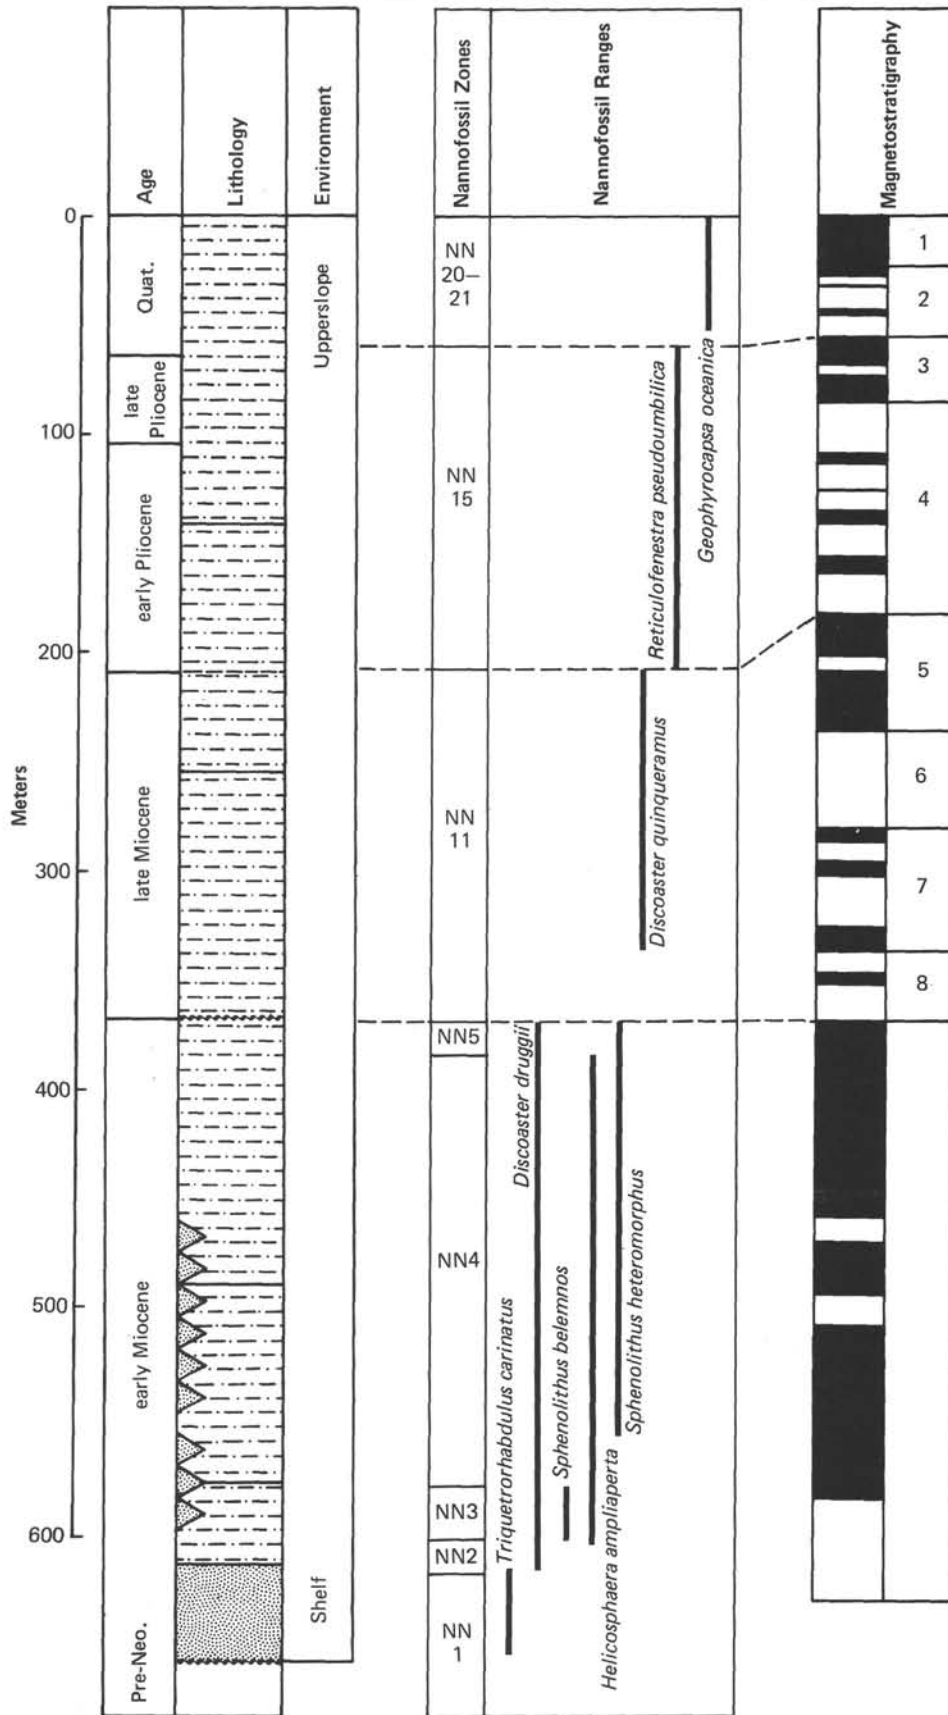 Age
Lithology
Environment
Nannofossil Zones
Nannofossil Ranges
Magnetostratigraphy
Meters
0
100
200
300
400
500
600
Quat.
late
Pliocene
early Pliocene
late Miocene
early Miocene
Pre-Neo.
Upperslope
Shelf
NN
20–
21
NN
15
NN
11
NN5
NN4
NN3
NN2
NN
1
Triquetrorhabdulus carinatus
Discoaster druggii
Sphenolithus belemnos
Helicosphaera ampliaperta
Sphenolithus heteromorphus
Discoaster quinqueramus
Reticulofenestra pseudoumbilica
Geophyrocapsa oceanica
1
2
3
4
5
6
7
8